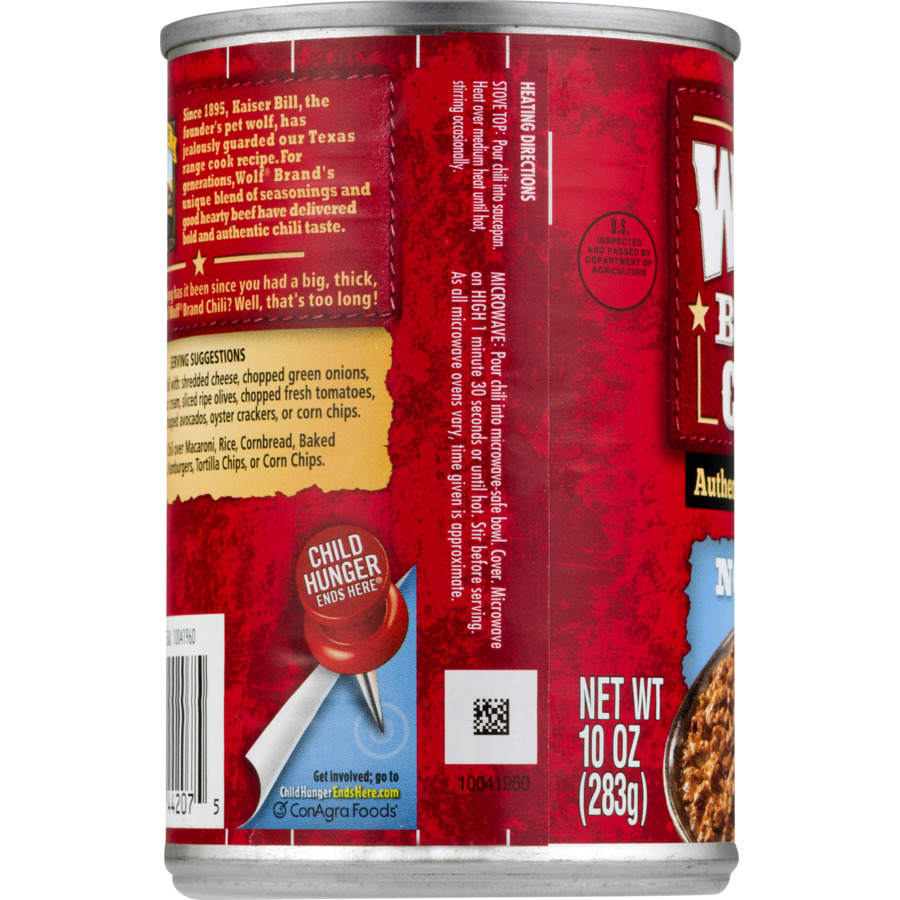 Since 1895, Kaiser Bill, the
founder's pet wolf, has
jealously guarded our Texas
range cook recipe. For
generations, Wolf® Brand's
unique blend of seasonings and
good hearty beef have delivered
bold and authentic chili taste.
has it been since you had a big, thick,
Wolf® Brand Chili? Well, that's too long!
SERVING SUGGESTIONS
with: shredded cheese, chopped green onions,
cream, sliced ripe olives, chopped fresh tomatoes,
avocados, oyster crackers, or corn chips.
over Macaroni, Rice, Cornbread, Baked
Tortilla Chips, or Corn Chips.
CHILD
HUNGER
ENDS HERE®
10041960
44207 5
Get involved; go to
ChildHungerEndsHere.com
ConAgra Foods®
HEATING DIRECTIONS
STOVE TOP: Pour chili into saucepan.
Heat over medium heat until hot,
stirring occasionally.
MICROWAVE: Pour chili into microwave-safe bowl. Cover. Microwave
on HIGH 1 minute 30 seconds or until hot. Stir before serving.
As all microwave ovens vary, time given is approximate.
10041960
U.S.
INSPECTED
AND PASSED BY
DEPARTMENT OF
AGRICULTURE
W
B
C
Authe
N
NET WT
10 OZ
(283g)